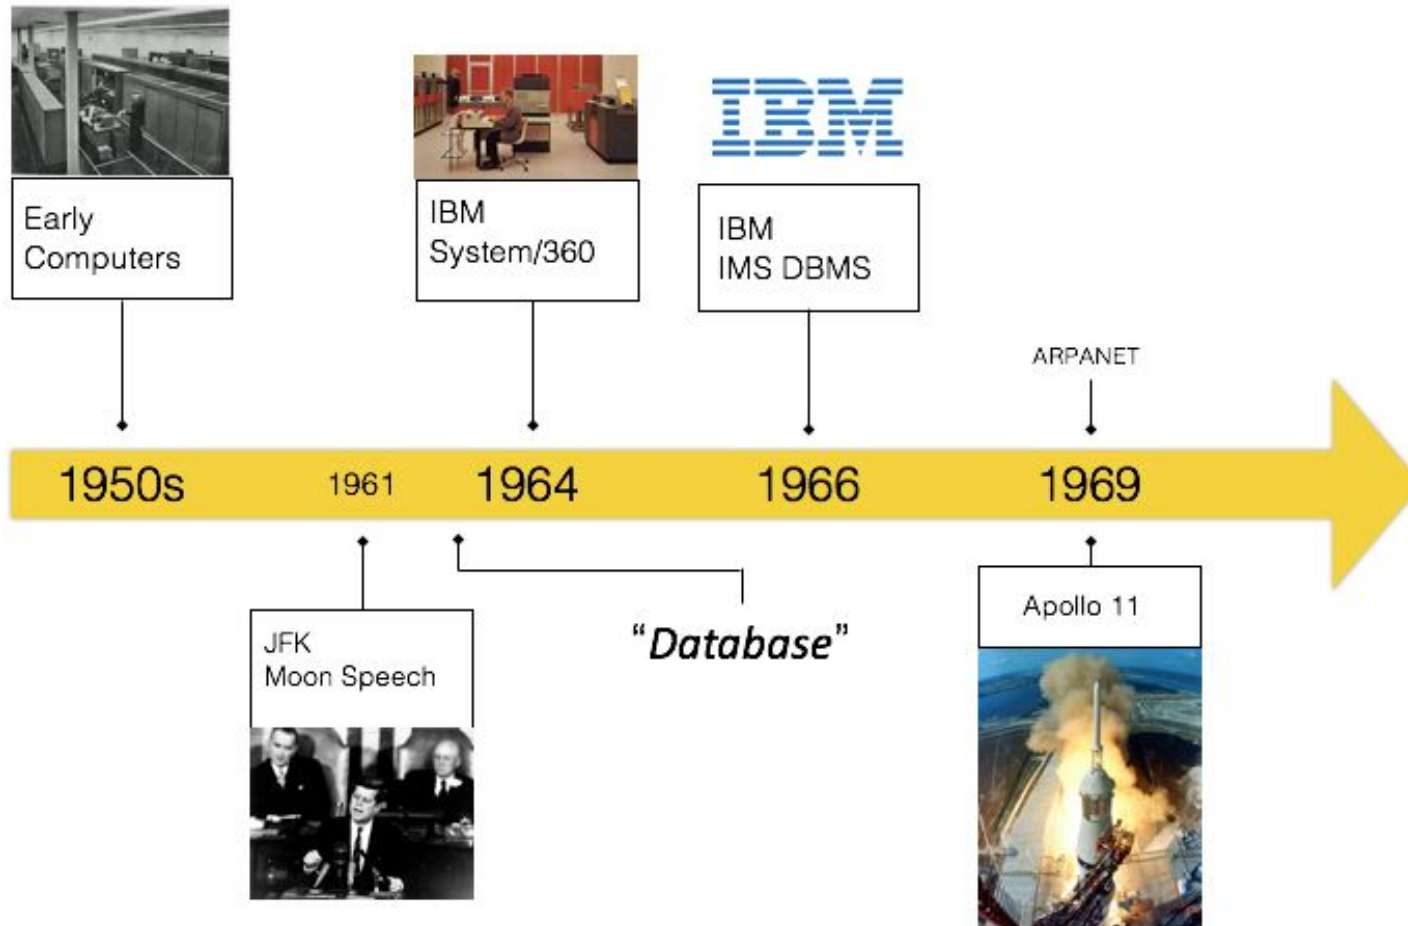 Early
Computers
IBM
System/360
IBM
IBM
IMS DBMS
ARPANET
1950s
1961
1964
1966
1969
JFK
Moon Speech
“Database”
Apollo 11